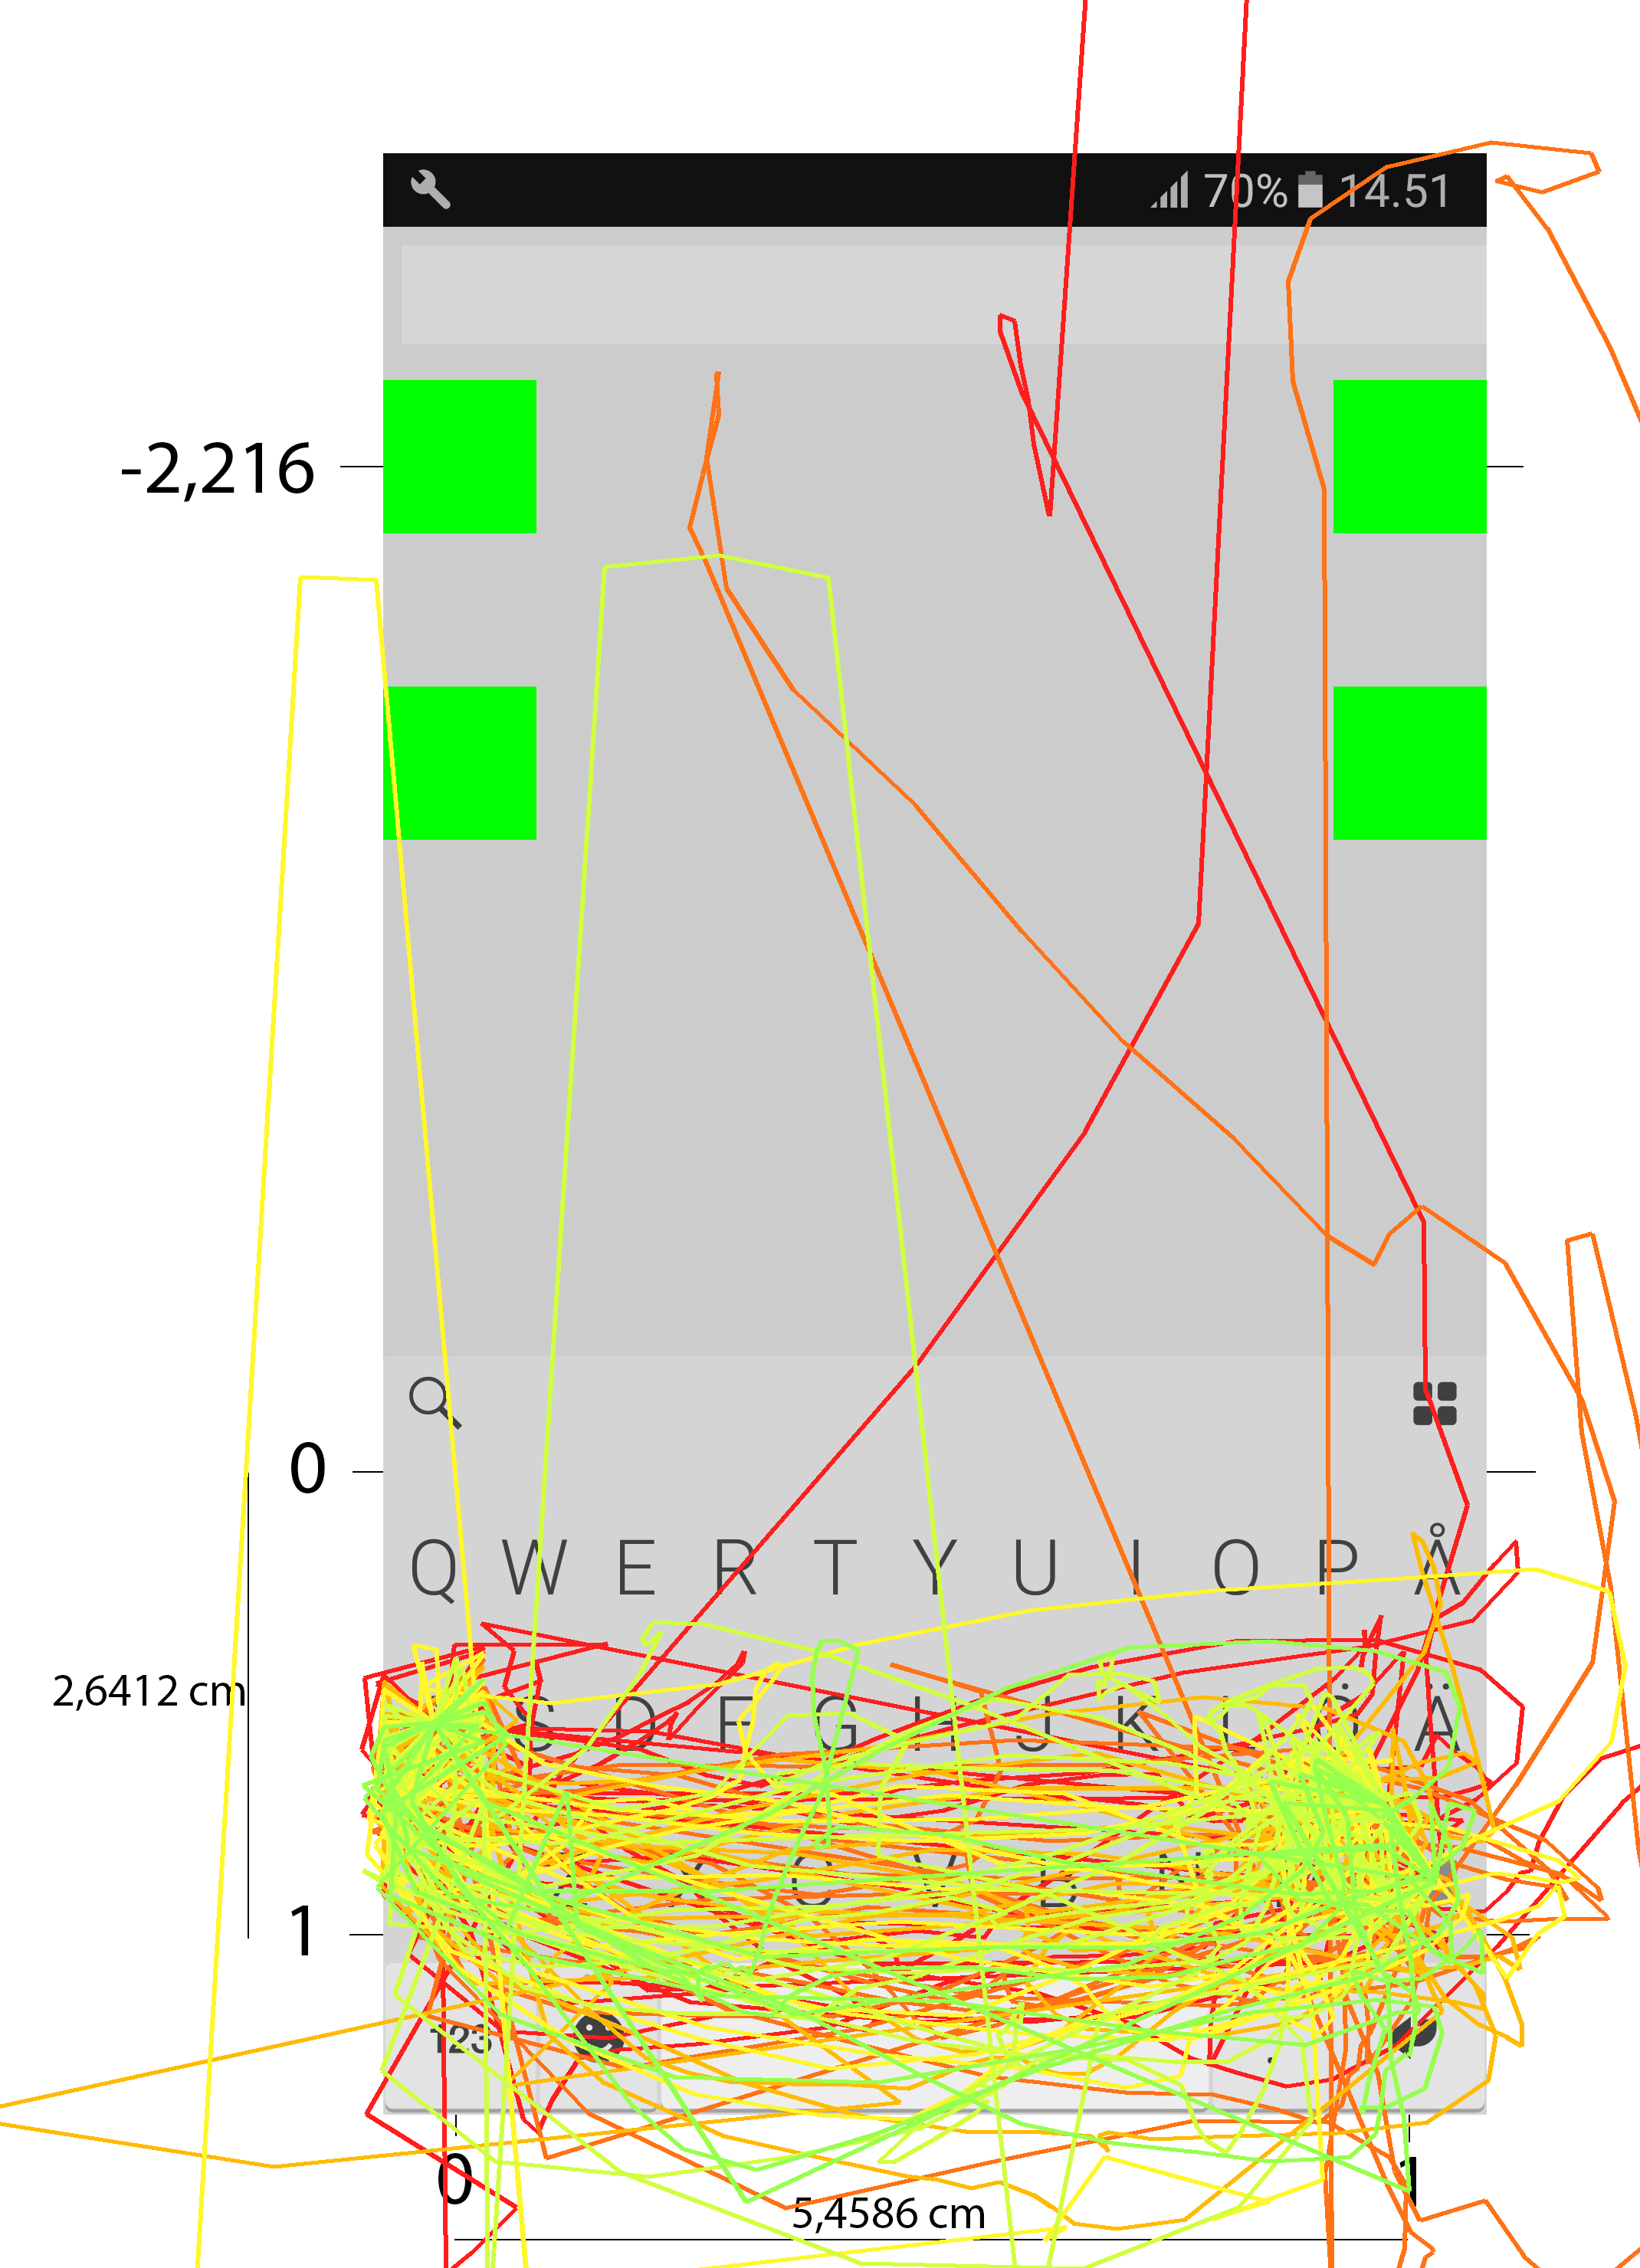 70% 14.51
-2,216
0
Q W E R T Y U I O P Å
2,6412 cm
S D F G H J K L Ö Ä
X C V B N
1
123
.
0 1
5,4586 cm